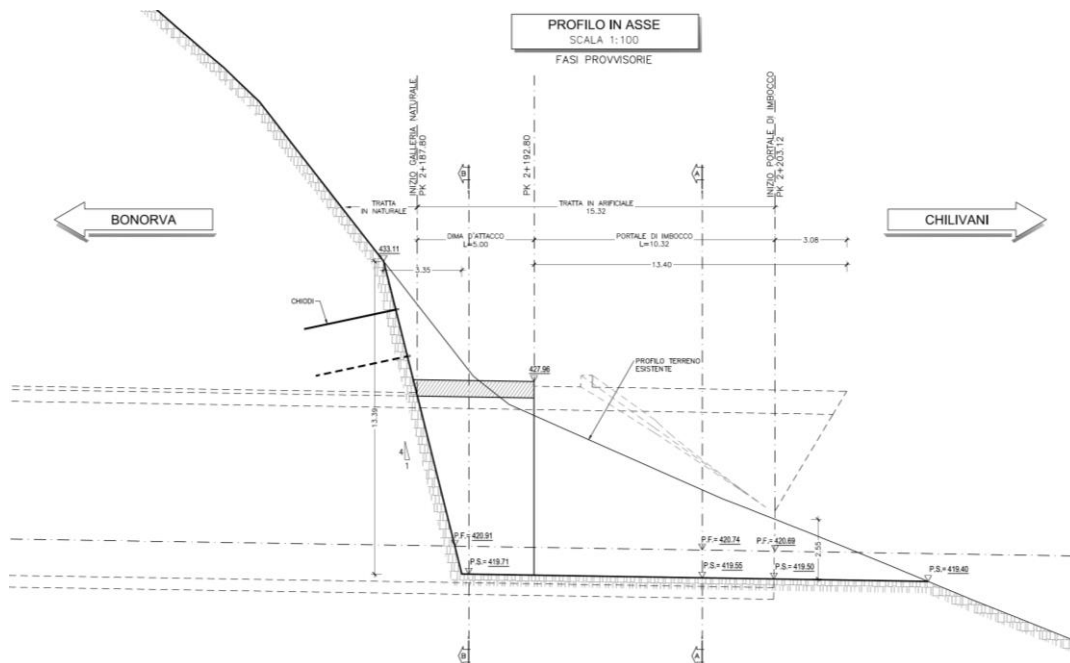 PROFILO IN ASSE
SCALA 1:100
FASI PROVVISORIE
INIZIO GALLERIA NATURALE
PK 2+187.80
PK 2+192.80
INIZIO PORTALE DI IMBOCCO
PK 2+203.12
B
A
TRATTA
IN NATURALE
TRATTA IN ARIFICIALE
15.32
BONORVA
CHILIVANI
DIMA D'ATTACCO
L=5.00
PORTALE DI IMBOCCO
L=10.32
3.08
433.11
3.35
13.40
CHIODI
PROFILO TERRENO
ESISTENTE
427.96
13.39
4
1
P.F.= 420.91
P.F.= 420.74
P.F.= 420.69
2.55
P.S.= 419.71
P.S.= 419.55
P.S.= 419.50
P.S.= 419.40
B
A